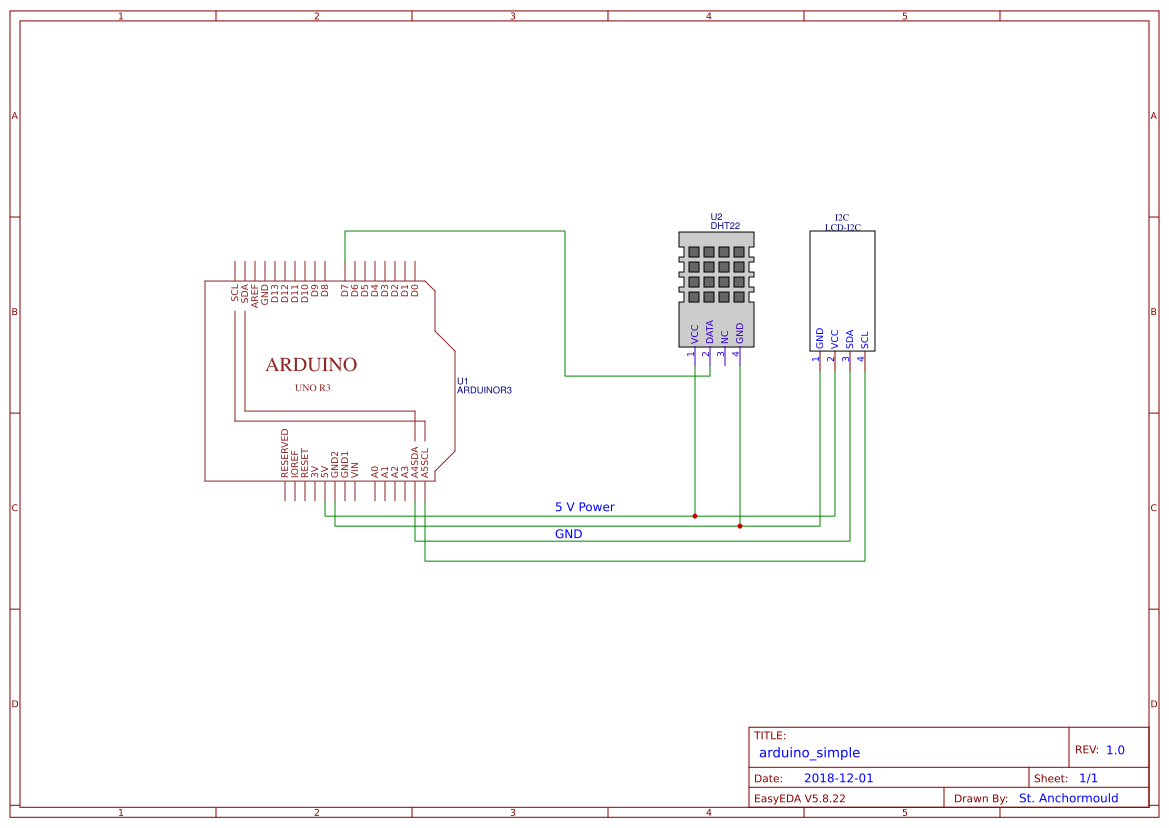 1 2 3 4 5
A A
U2
DHT22
I2C
LCD-I2C
SCL SDA AREF GND D13 D12 D11 D10 D9 D8 D7 D6 D5 D4 D3 D2 D1 D0
B B
VCC DATA NC GND
1 2 3 4
GND VCC SDA SCL
1 2 3 4
ARDUINO
UNO R3
U1
ARDUINOR3
RESERVED IOREF RESET 3V 5V GND2 GND1 VIN A0 A1 A2 A3 A4SDA A5SCL
C C
5 V Power
GND
D D
TITLE:
arduino_simple
REV: 1.0
Date: 2018-12-01
Sheet: 1/1
EasyEDA V5.8.22
Drawn By: St. Anchormould
1 2 3 4 5